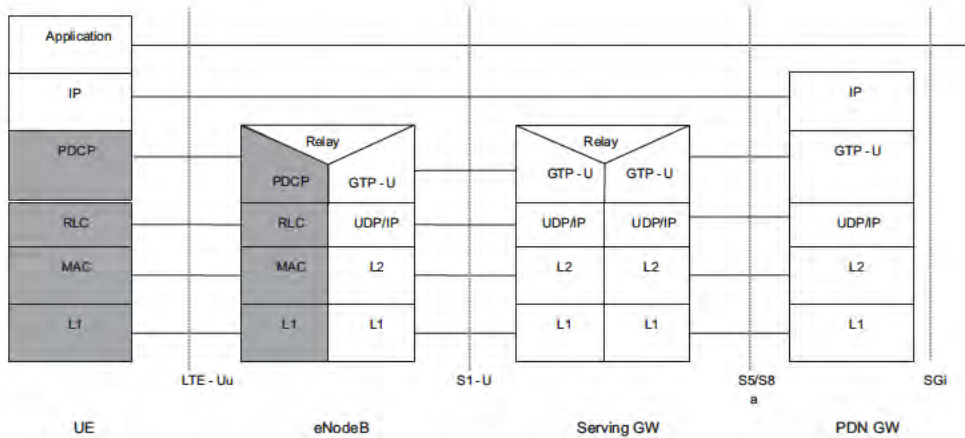 Application
IP
IP
Relay
Relay
PDCP
GTP - U
PDCP
GTP - U
GTP - U
GTP - U
RLC
RLC
UDP/IP
UDP/IP
UDP/IP
UDP/IP
MAC
MAC
L2
L2
L2
L2
L1
L1
L1
L1
L1
L1
LTE - Uu
S1 - U
S5/S8
a
SGi
UE
eNodeB
Serving GW
PDN GW